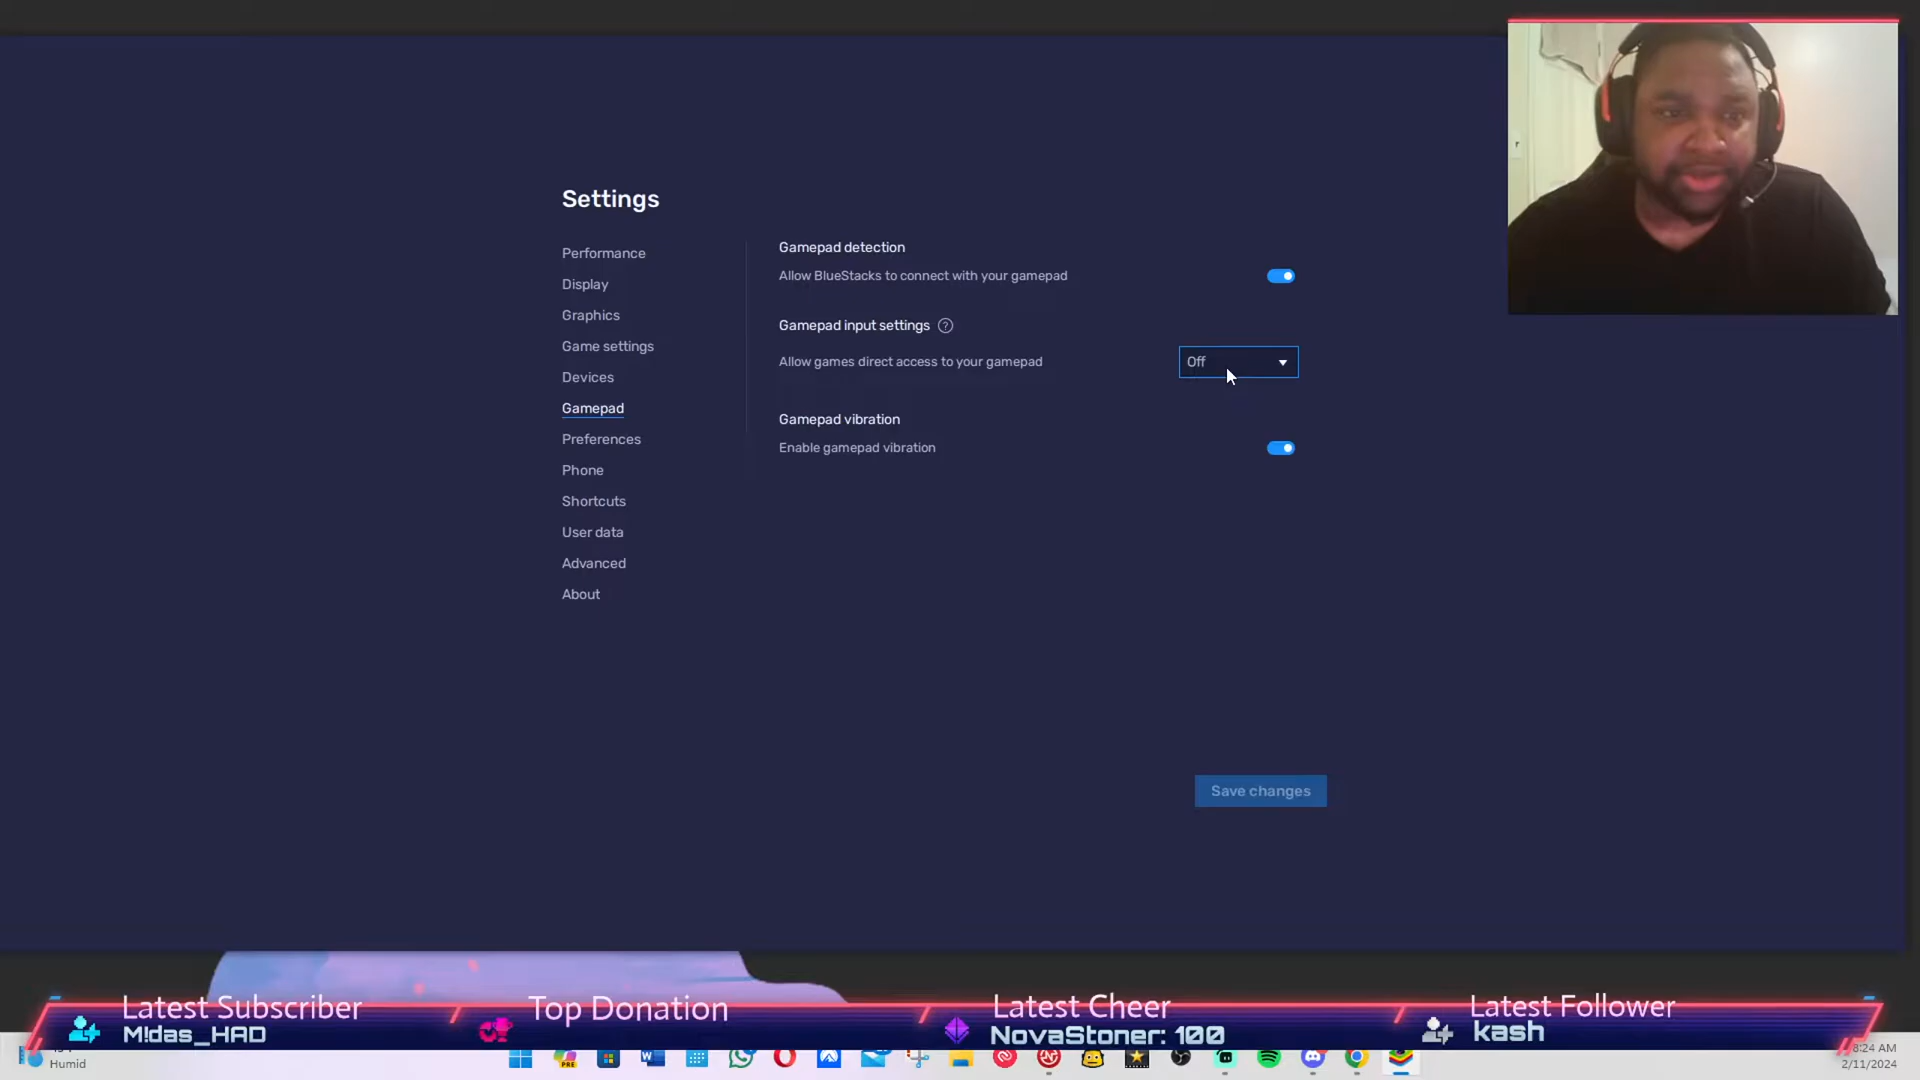 Settings
Performance
Display
Graphics
Game settings
Devices
Gamepad
Preferences
Phone
Shortcuts
User data
Advanced
About
Gamepad detection
Allow BlueStacks to connect with your gamepad
Gamepad input settings ?
Allow games direct access to your gamepad
Off
Gamepad vibration
Enable gamepad vibration
Save changes
Latest Subscriber
M!das_HAD
Top Donation
Latest Cheer
NovaStoner: 100
Latest Follower
kash
Humid
PRE
8:24 AM
2/11/2024